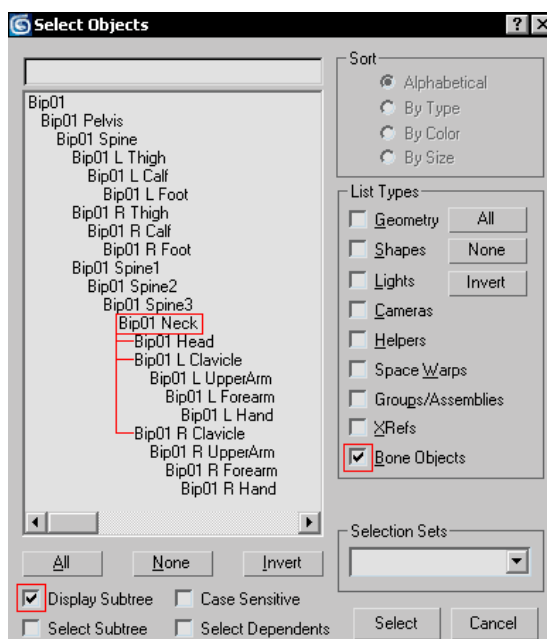 Select Objects
Bip01
Bip01 Pelvis
Bip01 Spine
Bip01 L Thigh
Bip01 L Calf
Bip01 L Foot
Bip01 R Thigh
Bip01 R Calf
Bip01 R Foot
Bip01 Spine1
Bip01 Spine2
Bip01 Spine3
Bip01 Neck
Bip01 Head
Bip01 L Clavicle
Bip01 L UpperArm
Bip01 L Forearm
Bip01 L Hand
Bip01 R Clavicle
Bip01 R UpperArm
Bip01 R Forearm
Bip01 R Hand
All None Invert
Display Subtree Case Sensitive
Select Subtree Select Dependents
Sort
Alphabetical
By Type
By Color
By Size
List Types
Geometry All
Shapes None
Lights Invert
Cameras
Helpers
Space Warps
Groups/Assemblies
XRefs
Bone Objects
Selection Sets
Select Cancel